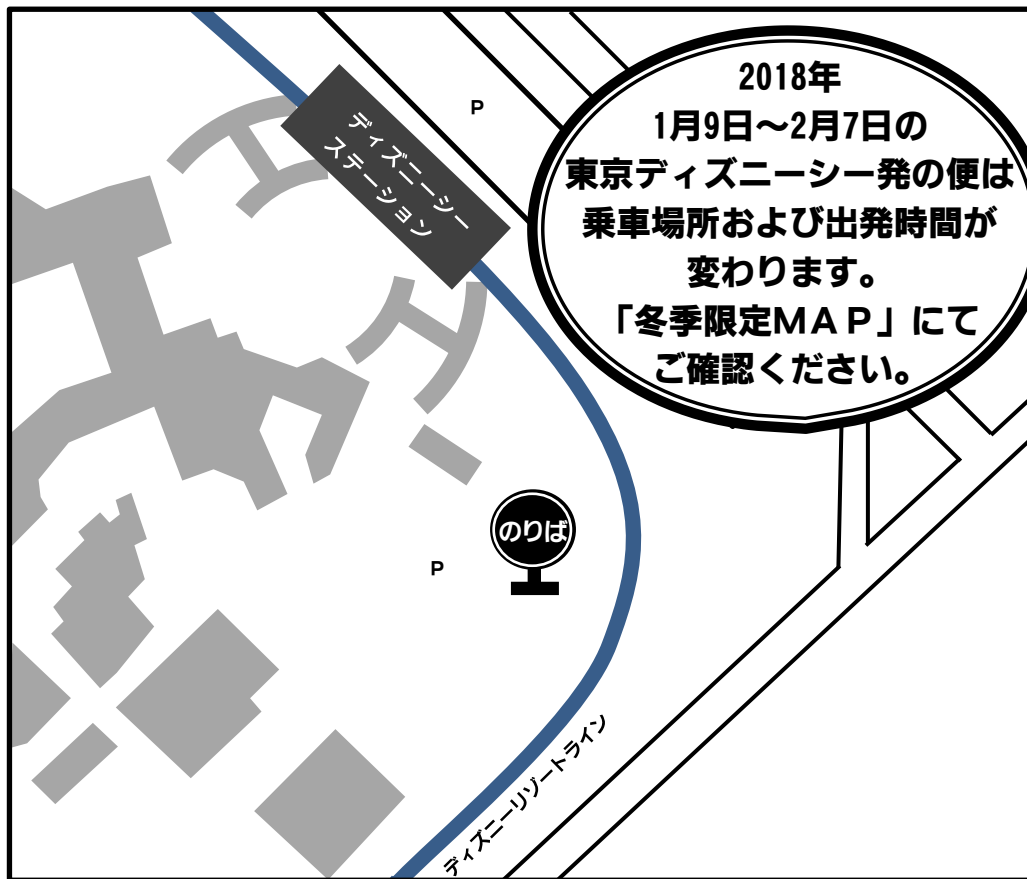 2018年
1月9日～2月7日の
東京ディズニーシー発の便は
乗車場所および出発時間が
変わります。
「冬季限定ＭＡＰ」にて
ご確認ください。
P
ディズニーシー
ステーション
のりば
P
ディズニーリゾートライン